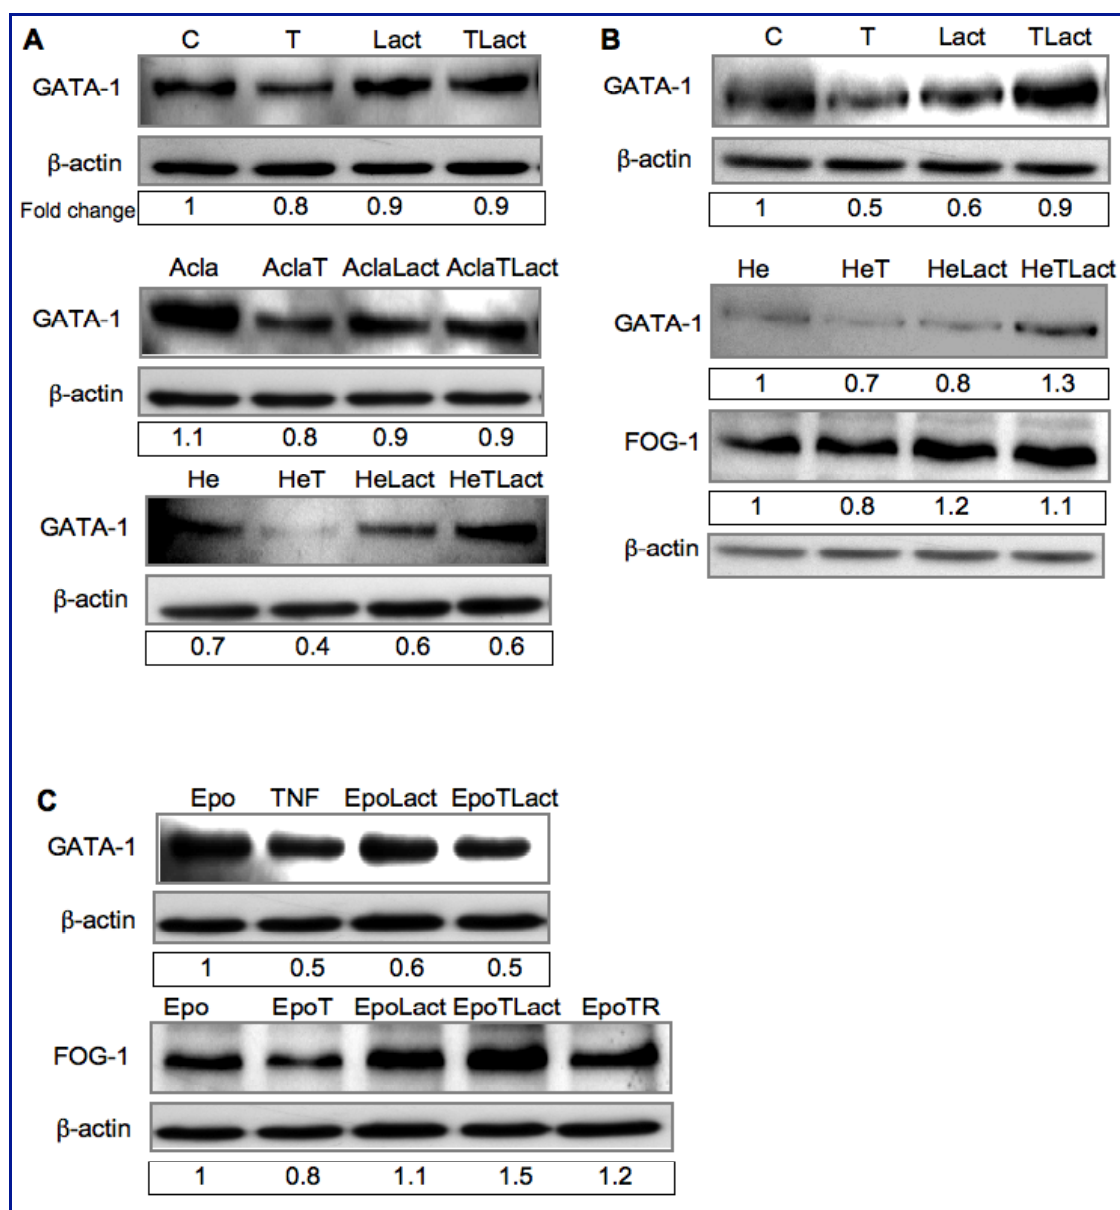 A
C T Lact TLact
GATA-1
β-actin
Fold change 1 0.8 0.9 0.9
Acla AclaT AclaLact AclaTLact
GATA-1
β-actin
1.1 0.8 0.9 0.9
He HeT HeLact HeTLact
GATA-1
β-actin
0.7 0.4 0.6 0.6
B
C T Lact TLact
GATA-1
β-actin
1 0.5 0.6 0.9
He HeT HeLact HeTLact
GATA-1
1 0.7 0.8 1.3
FOG-1
1 0.8 1.2 1.1
β-actin
C
Epo TNF EpoLact EpoTLact
GATA-1
β-actin
1 0.5 0.6 0.5
Epo EpoT EpoLact EpoTLact EpoTR
FOG-1
β-actin
1 0.8 1.1 1.5 1.2